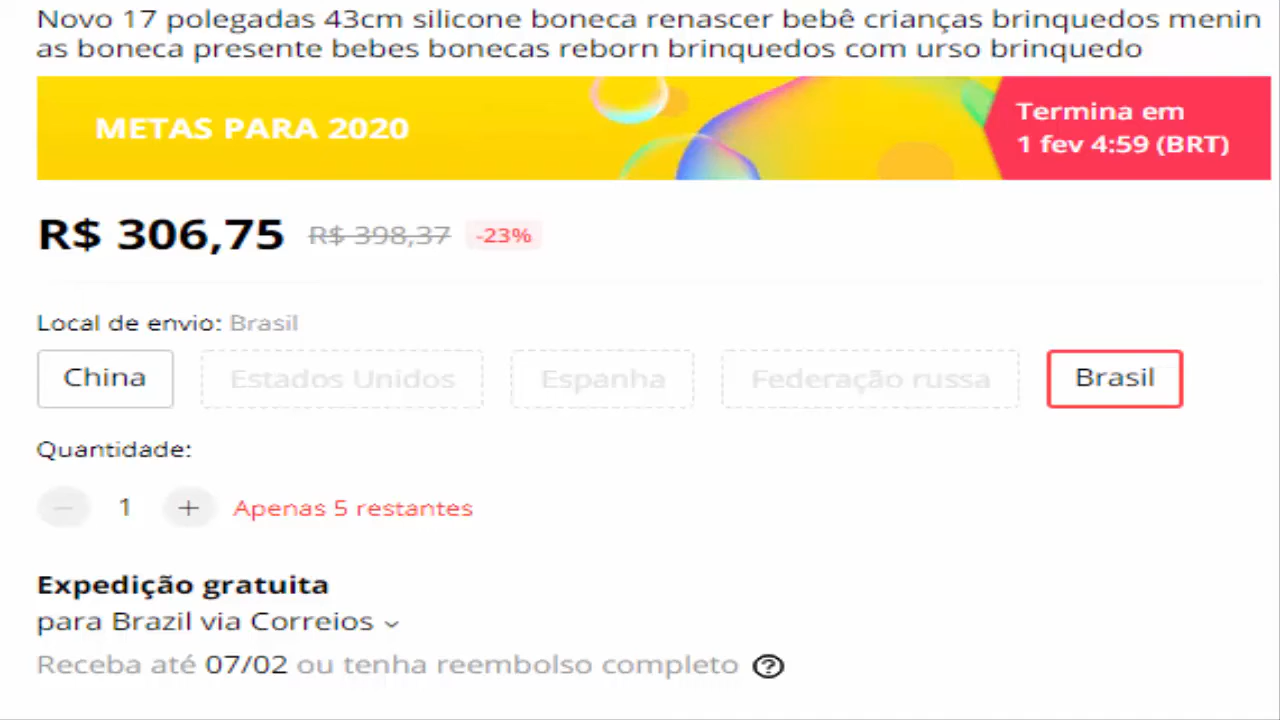 Novo 17 polegadas 43cm silicone boneca renascer bebê crianças brinquedos menin
as boneca presente bebes bonecas reborn brinquedos com urso brinquedo
METAS PARA 2020
Termina em
1 fev 4:59 (BRT)
R$ 306,75 R$ 398,37 -23%
Local de envio: Brasil
China Estados Unidos Espanha Federação russa Brasil
Quantidade:
− 1 + Apenas 5 restantes
Expedição gratuita
para Brazil via Correios
Receba até 07/02 ou tenha reembolso completo ?